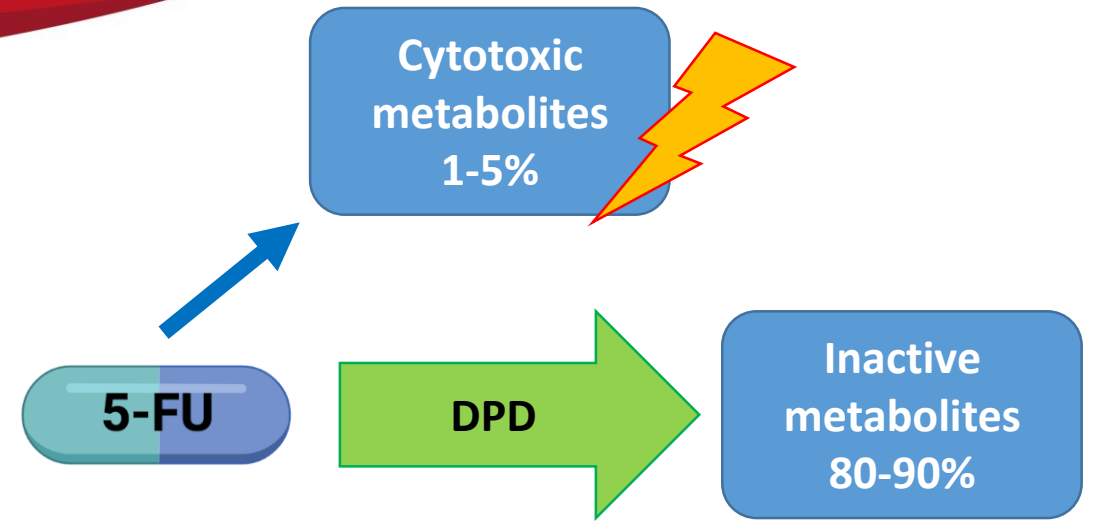 Cytotoxic
metabolites
1-5%
5-FU
DPD
Inactive
metabolites
80-90%